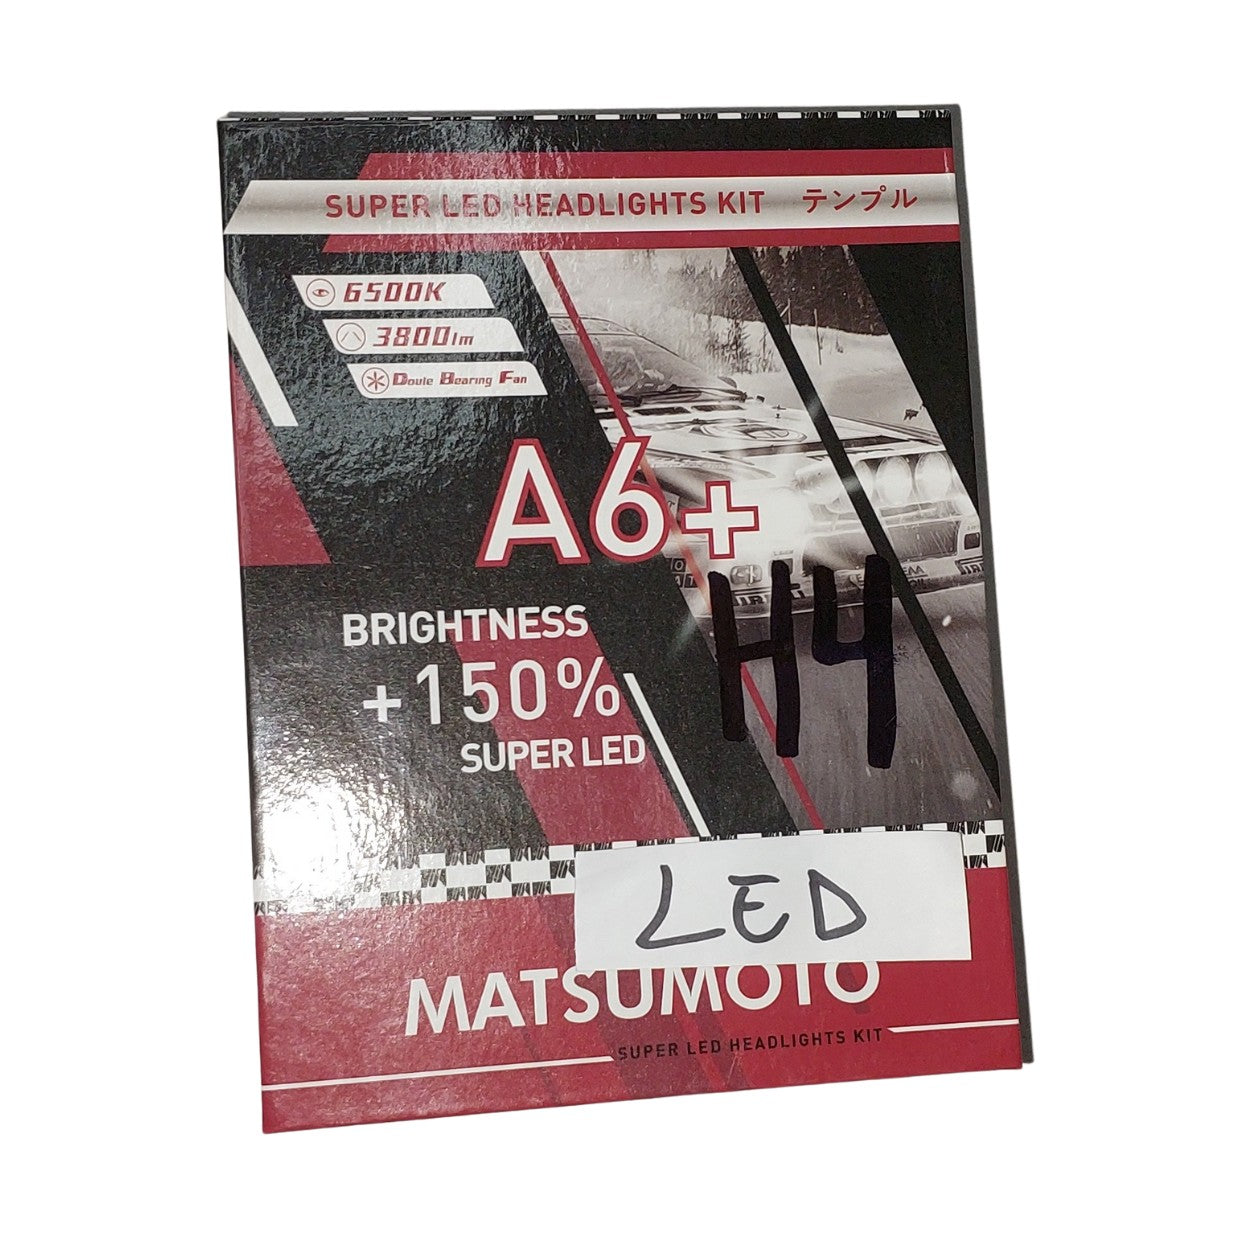 SUPER LED HEADLIGHTS KIT テンプル
6500K
3800lm
Doule Bearing Fan
A6+
H4
BRIGHTNESS
+150%
SUPER LED
LED
MATSUMOTO
SUPER LED HEADLIGHTS KIT